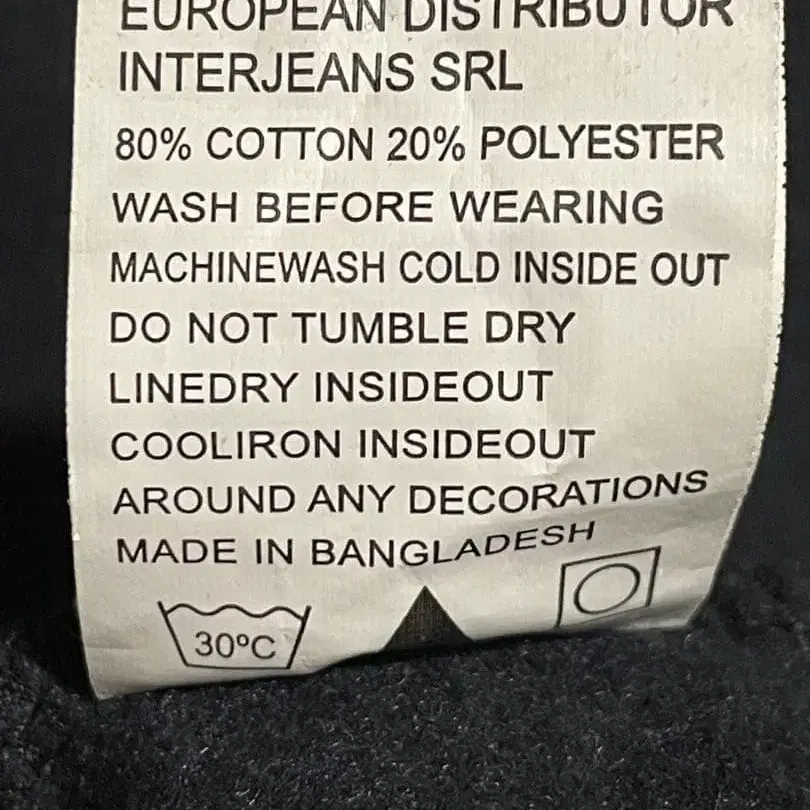 EUROPEAN DISTRIBUTOR
INTERJEANS SRL
80% COTTON 20% POLYESTER
WASH BEFORE WEARING
MACHINEWASH COLD INSIDE OUT
DO NOT TUMBLE DRY
LINEDRY INSIDEOUT
COOLIRON INSIDEOUT
AROUND ANY DECORATIONS
MADE IN BANGLADESH
30ºC